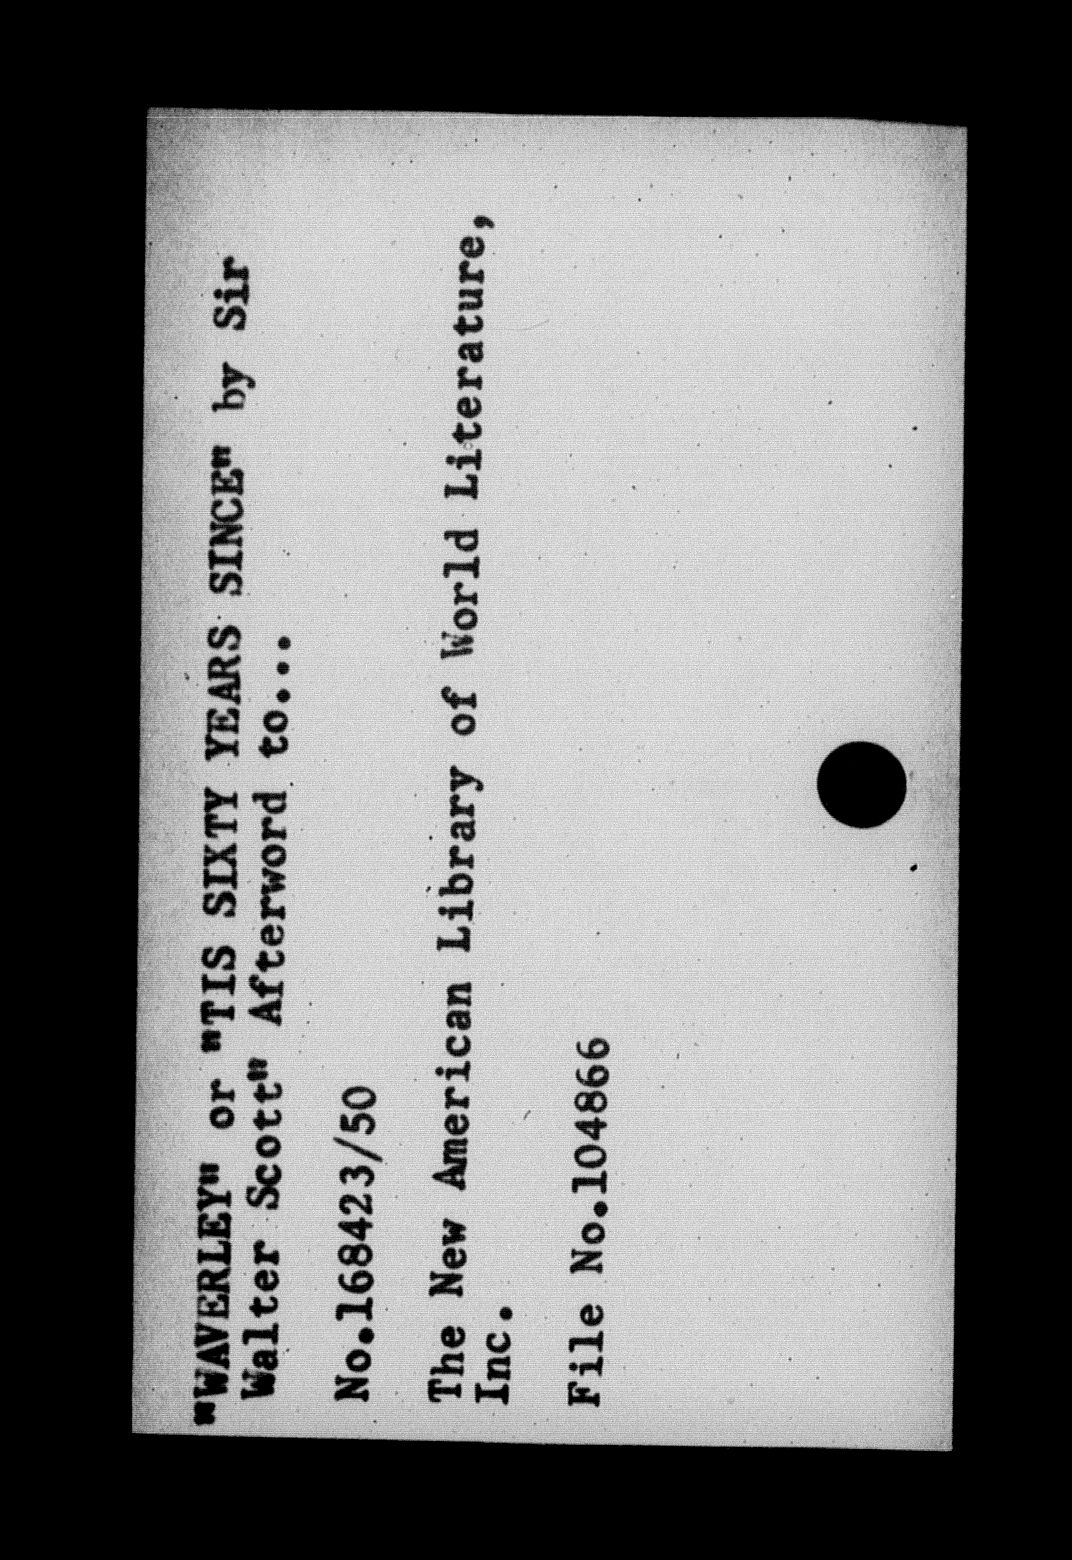 "WAVERLEY" or "TIS SIXTY YEARS SINCE" by Sir
Walter Scott" Afterword to...
No.168423/50
The New American Library of World Literature,
Inc.
File No.104866